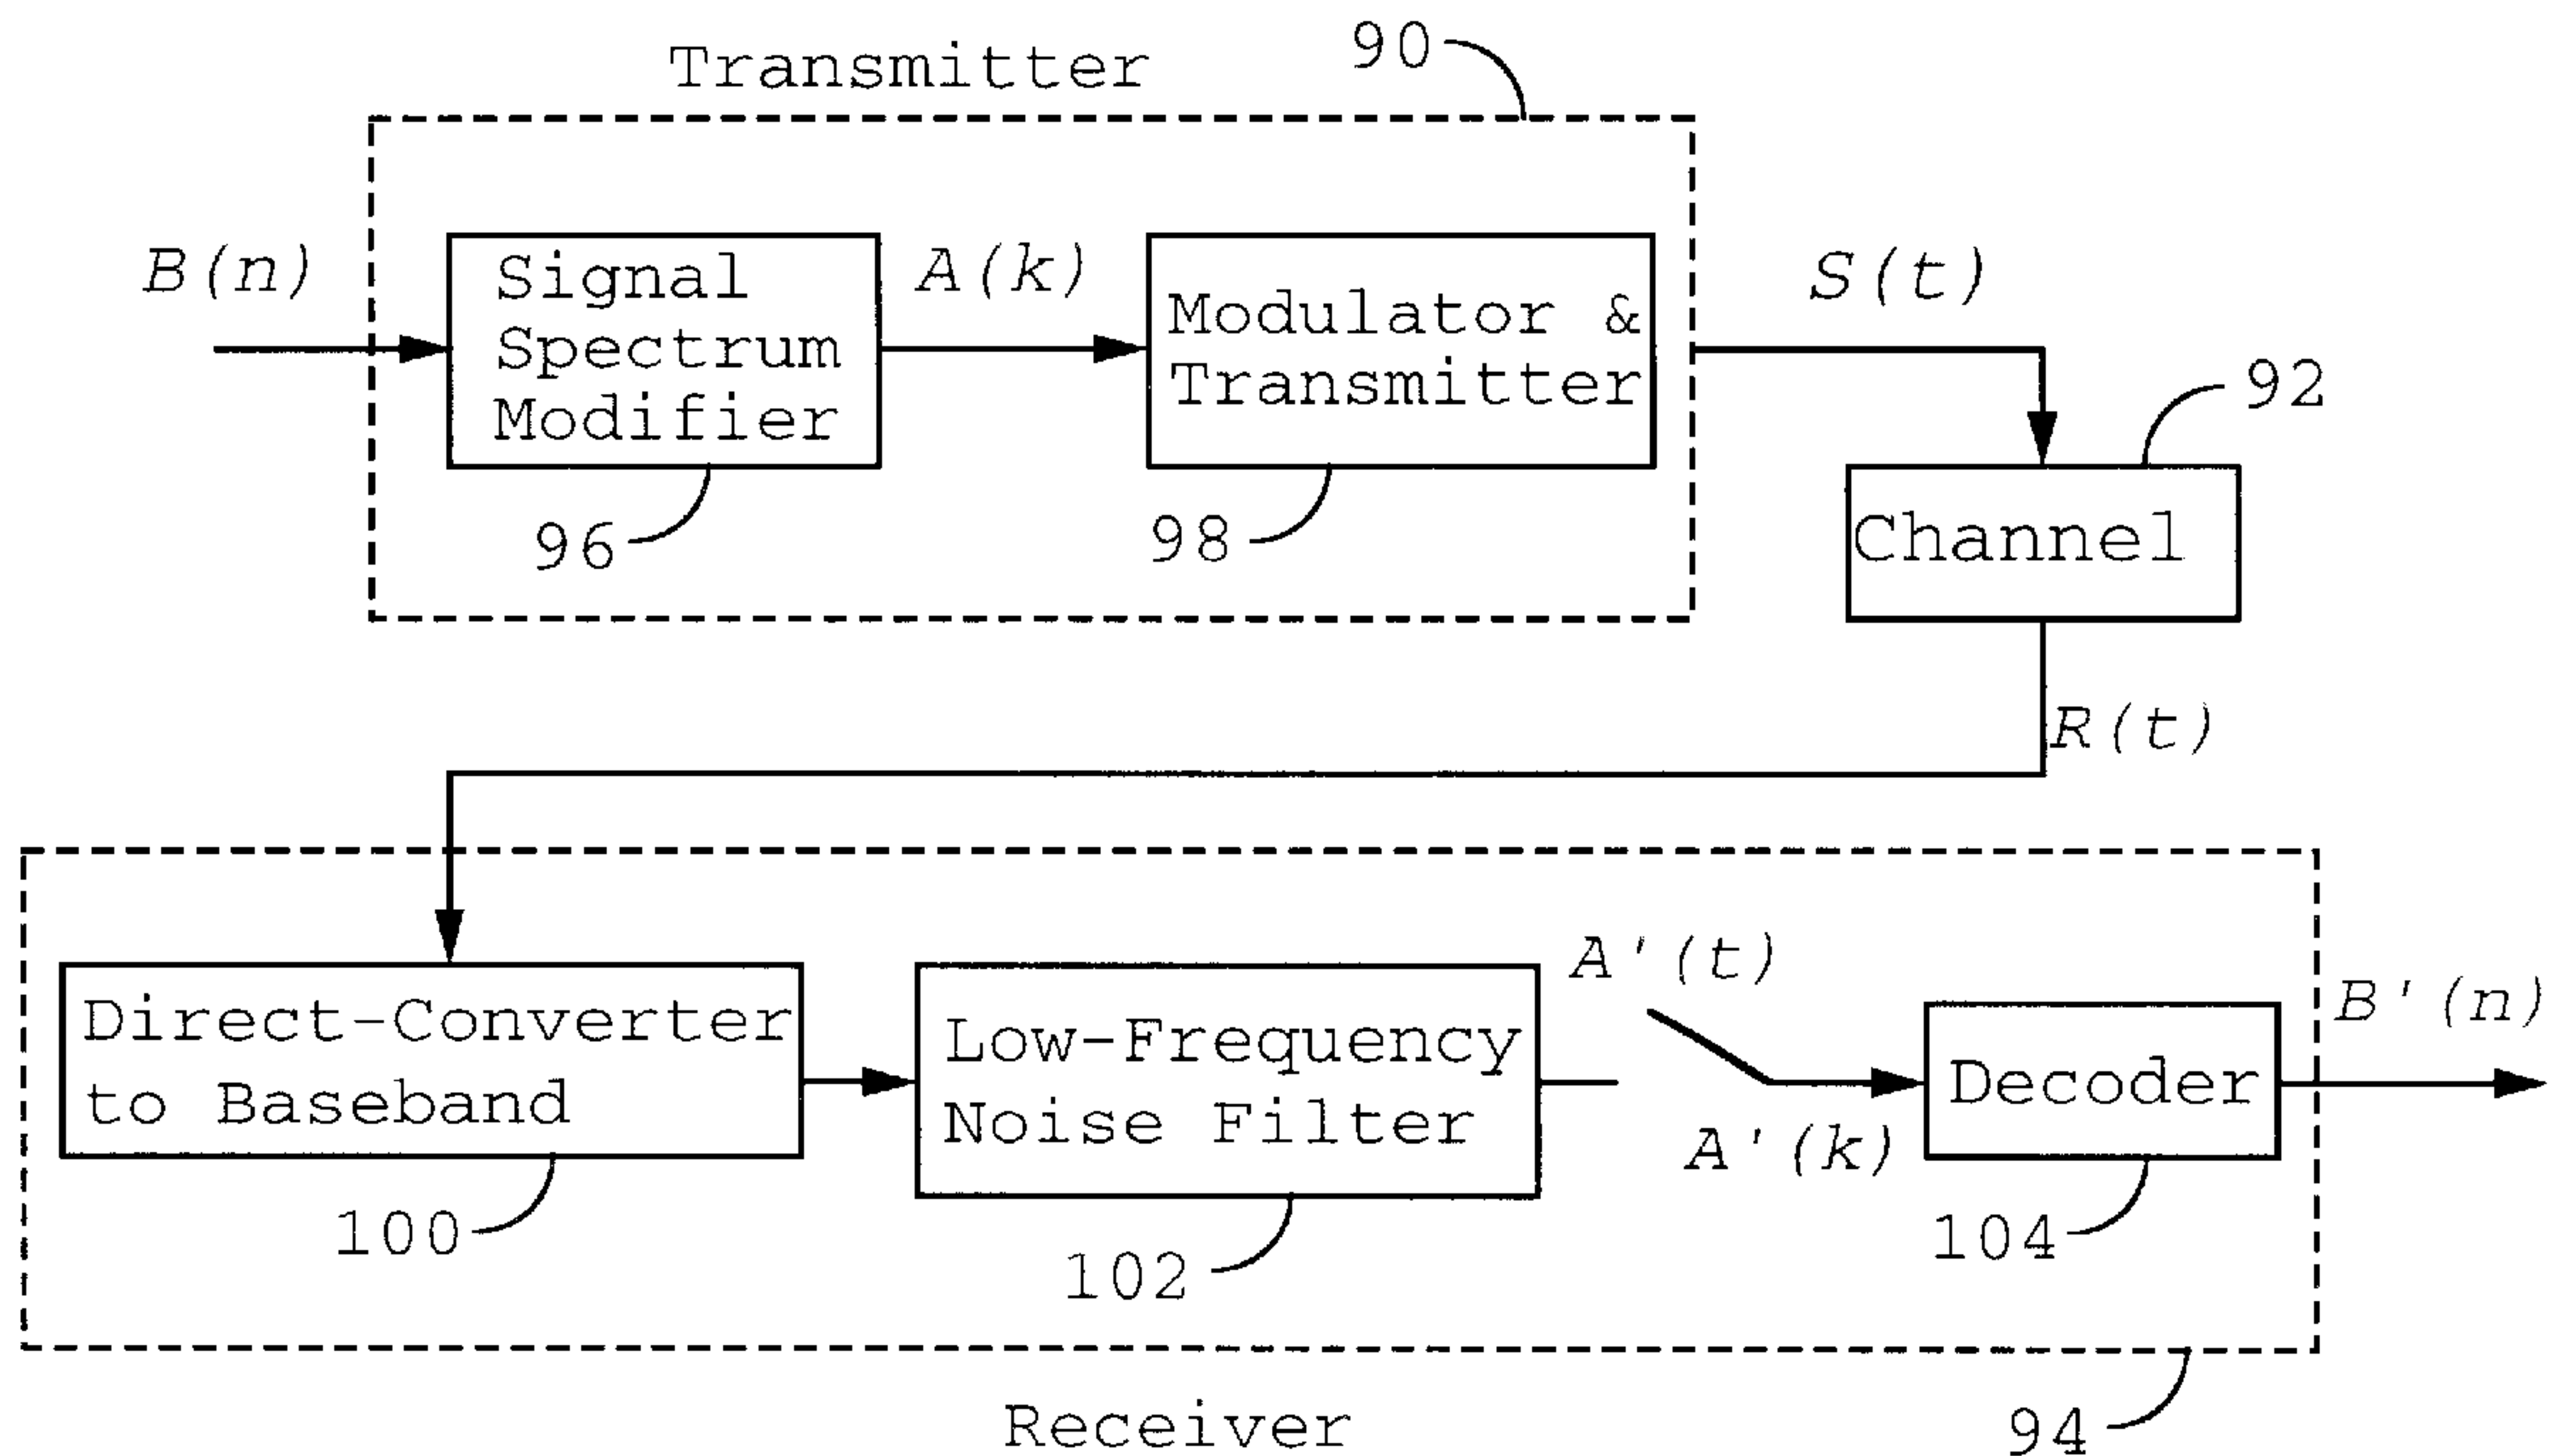 Transmitter
90
B(n)
Signal
Spectrum
Modifier
A(k)
Modulator &
Transmitter
S(t)
92
96
98
Channel
R(t)
Direct-Converter
to Baseband
Low-Frequency
Noise Filter
A'(t)
A'(k)
Decoder
B'(n)
100
102
104
Receiver
94